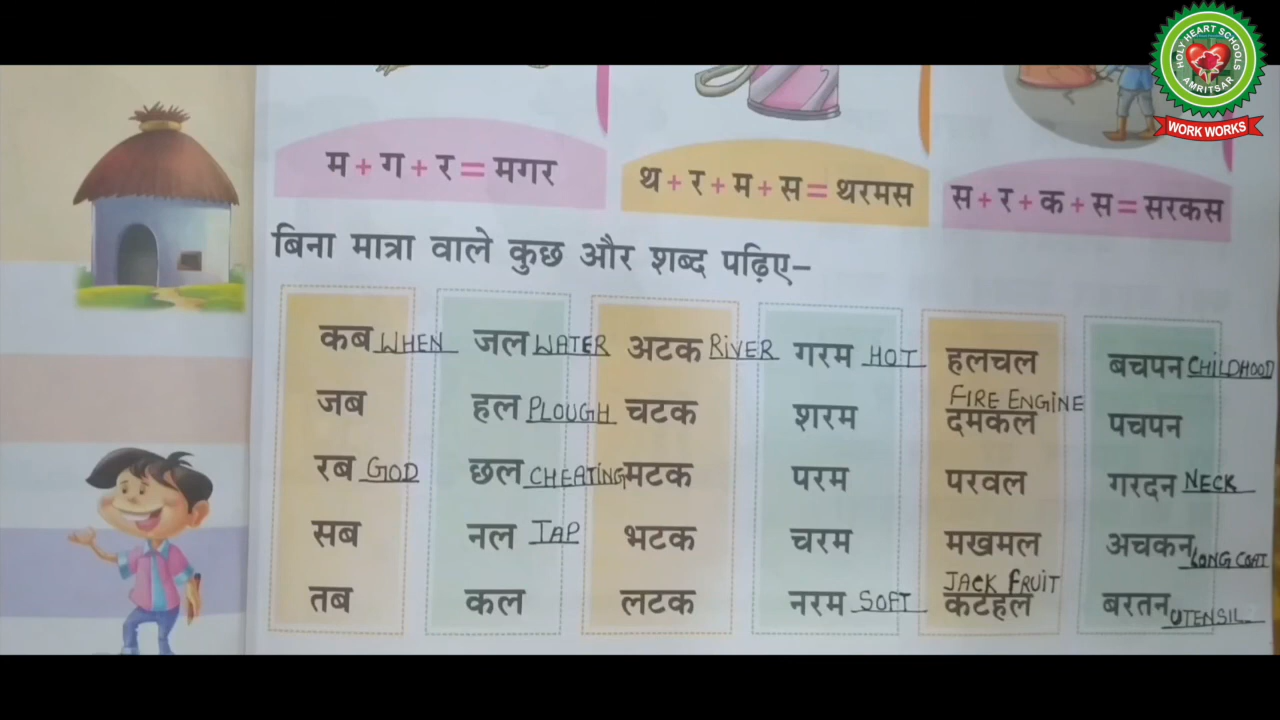 HOLY HEART SCHOOLS
AMRITSAR
WORK WORKS
म + ग + र = मगर
थ + र + म + स = थरमस
स + र + क + स = सरकस
बिना मात्रा वाले कुछ और शब्द पढ़िए–
कब WHEN जल WATER अटक RIVER गरम HOT हलचल बचपन CHILDHOOD
जब हल PLOUGH चटक शरम FIRE ENGINE दमकल पचपन
रब GOD छल CHEATING मटक परम परवल गरदन NECK
सब नल TAP भटक चरम मखमल अचकन LONG COAT
तब कल लटक नरम SOFT JACK FRUIT कटहल बरतन UTENSIL